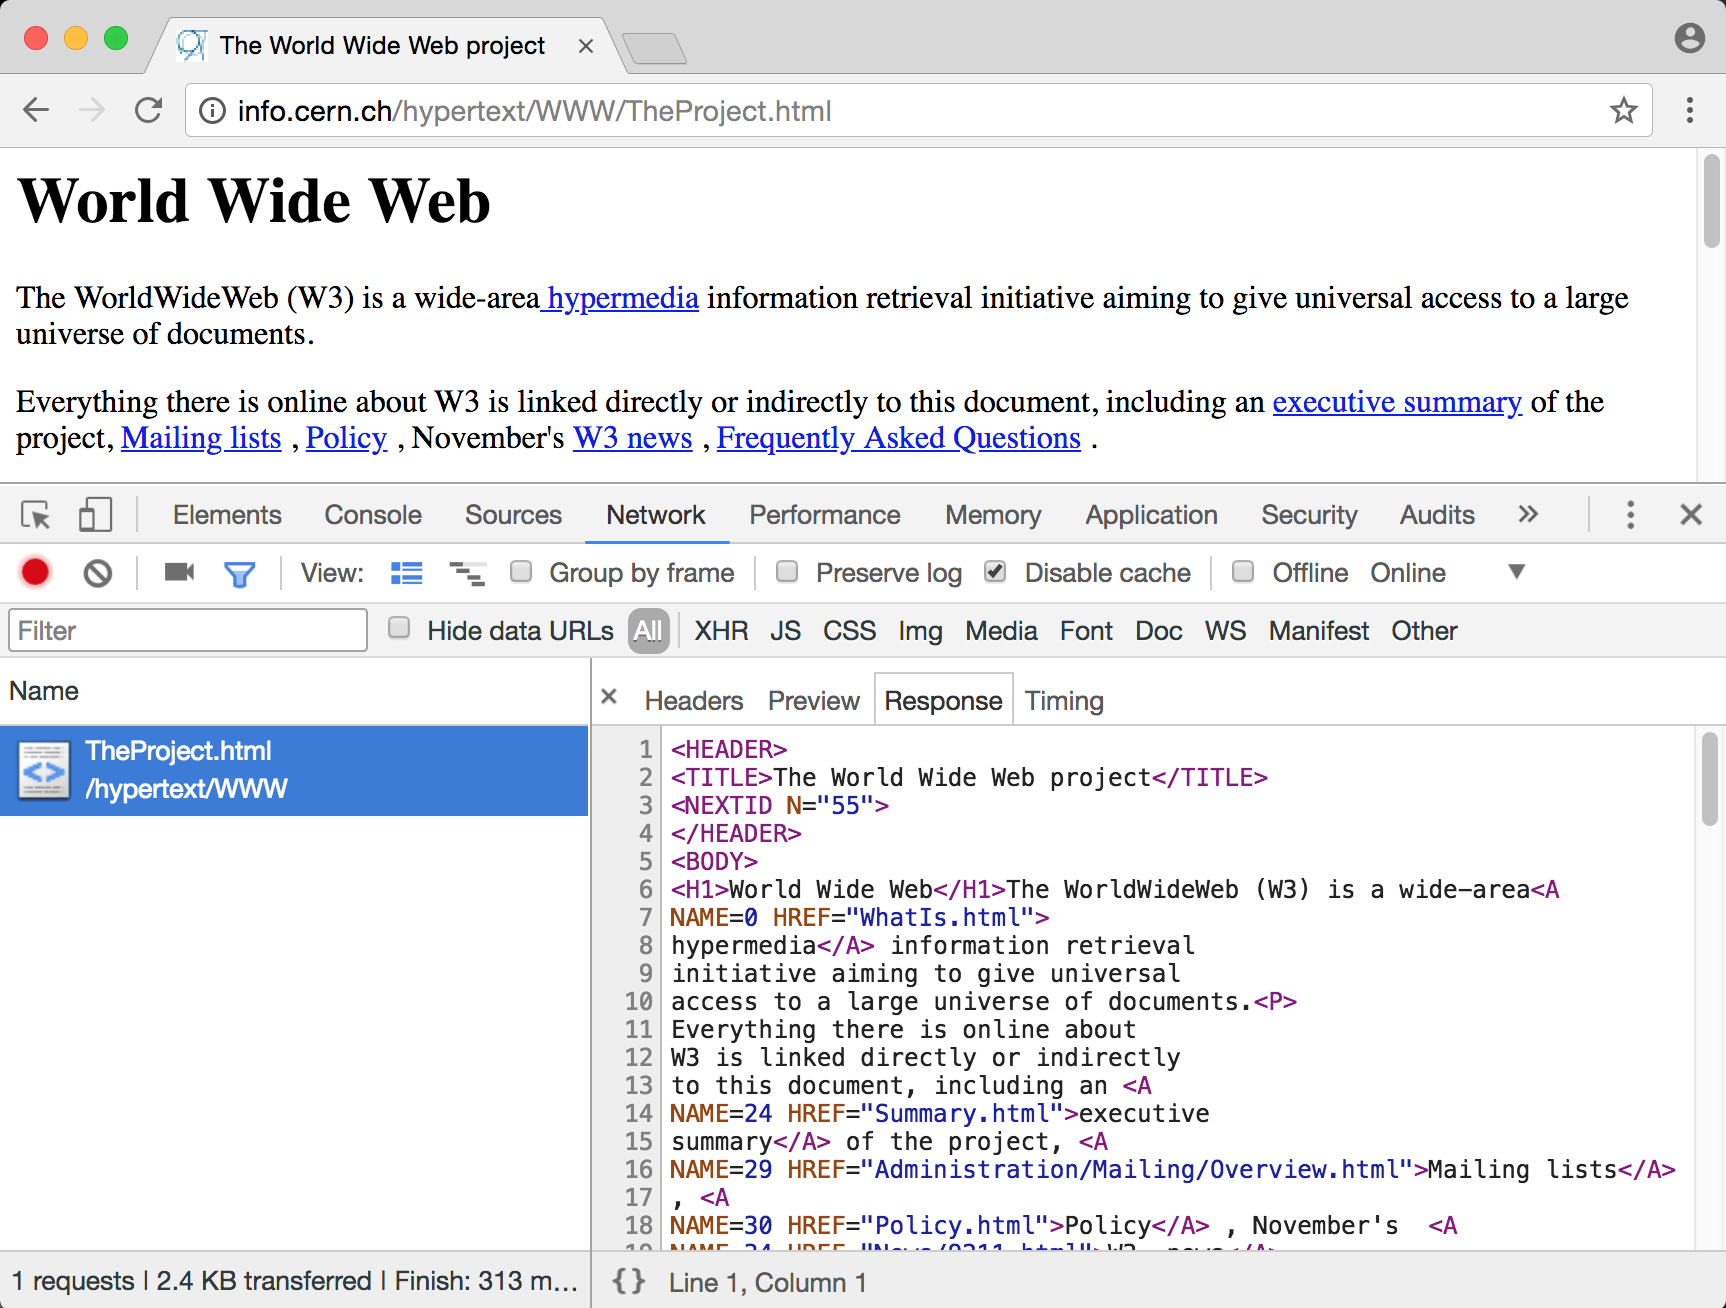 The World Wide Web project
info.cern.ch/hypertext/WWW/TheProject.html
World Wide Web
The WorldWideWeb (W3) is a wide-area hypermedia information retrieval initiative aiming to give universal access to a large
universe of documents.
Everything there is online about W3 is linked directly or indirectly to this document, including an executive summary of the
project, Mailing lists , Policy , November's W3 news , Frequently Asked Questions .
Elements Console Sources Network Performance Memory Application Security Audits
View: Group by frame Preserve log Disable cache Offline Online
Filter Hide data URLs All XHR JS CSS Img Media Font Doc WS Manifest Other
Name
TheProject.html
/hypertext/WWW
Headers Preview Response Timing
1 <HEADER>
2 <TITLE>The World Wide Web project</TITLE>
3 <NEXTID N="55">
4 </HEADER>
5 <BODY>
6 <H1>World Wide Web</H1>The WorldWideWeb (W3) is a wide-area<A
7 NAME=0 HREF="WhatIs.html">
8 hypermedia</A> information retrieval
9 initiative aiming to give universal
10 access to a large universe of documents.<P>
11 Everything there is online about
12 W3 is linked directly or indirectly
13 to this document, including an <A
14 NAME=24 HREF="Summary.html">executive
15 summary</A> of the project, <A
16 NAME=29 HREF="Administration/Mailing/Overview.html">Mailing lists</A>
17 , <A
18 NAME=30 HREF="Policy.html">Policy</A> , November's  <A
19 NAME=34 HREF="News/9211.html">W3  news</A>
1 requests | 2.4 KB transferred | Finish: 313 m...
{} Line 1, Column 1